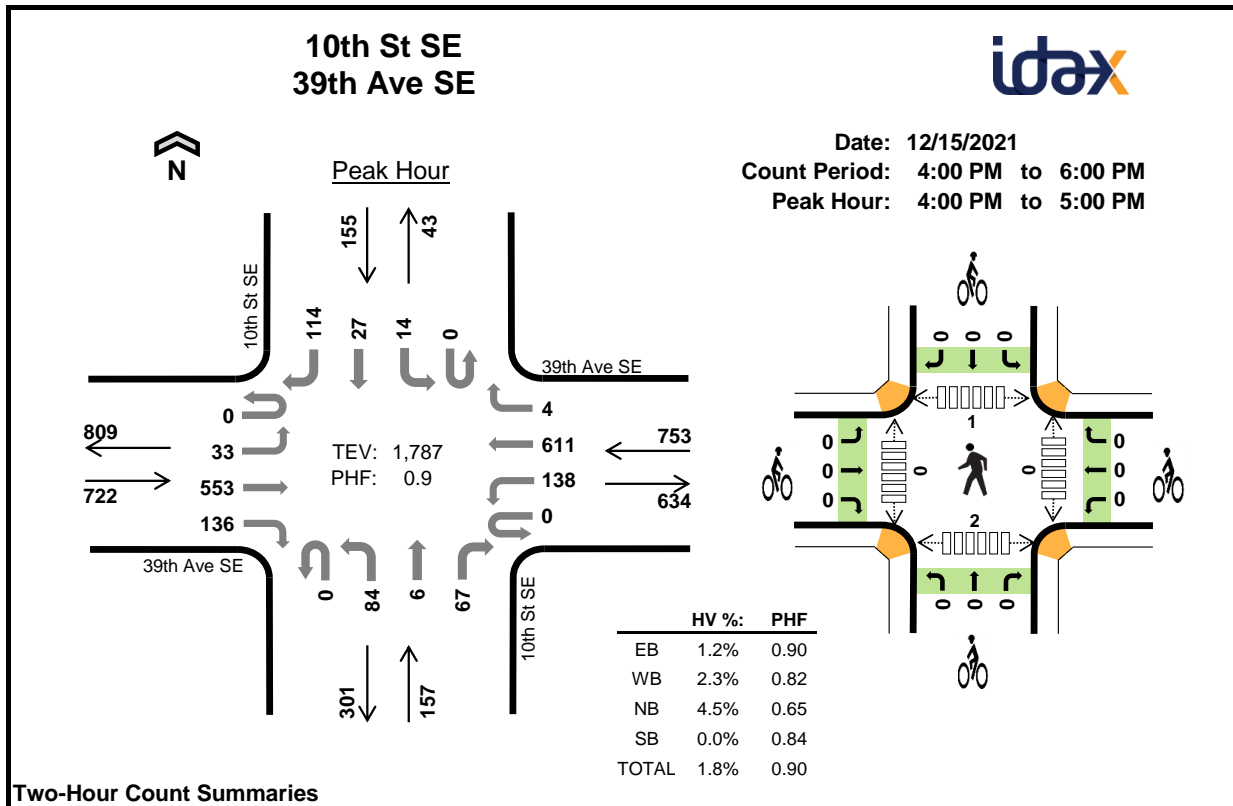 10th St SE
39th Ave SE
idax
N
Peak Hour
Date: 12/15/2021
Count Period: 4:00 PM to 6:00 PM
Peak Hour: 4:00 PM to 5:00 PM
155
43
10th St SE
114
27
14
0
39th Ave SE
0
33
553
136
809
722
TEV: 1,787
PHF: 0.9
4
611
138
0
753
634
39th Ave SE
0
84
6
67
10th St SE
301
157
0 0 0
1
0
0
0
0
0
0
0
0
2
0 0 0
HV %: PHF
EB 1.2% 0.90
WB 2.3% 0.82
NB 4.5% 0.65
SB 0.0% 0.84
TOTAL 1.8% 0.90
Two-Hour Count Summaries